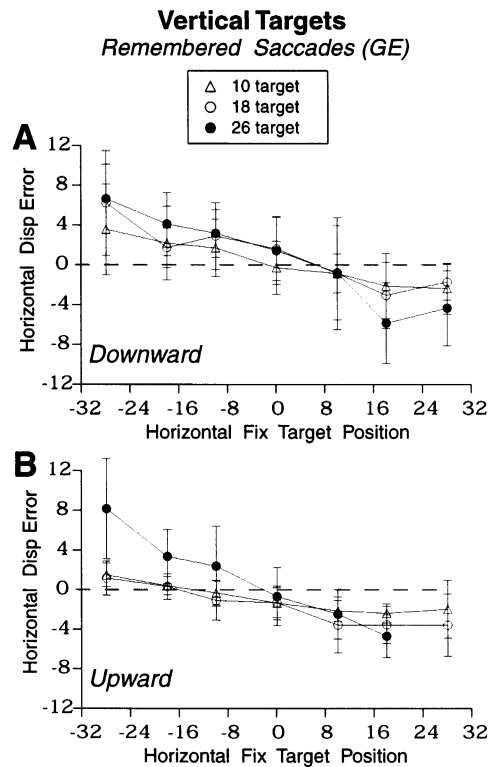 Vertical Targets
Remembered Saccades (GE)
10 target
18 target
26 target
A
12
8
4
0
-4
-8
-12
Horizontal Disp Error
Downward
-32 -24 -16 -8 0 8 16 24 32
Horizontal Fix Target Position
B
12
8
4
0
-4
-8
-12
Horizontal Disp Error
Upward
-32 -24 -16 -8 0 8 16 24 32
Horizontal Fix Target Position